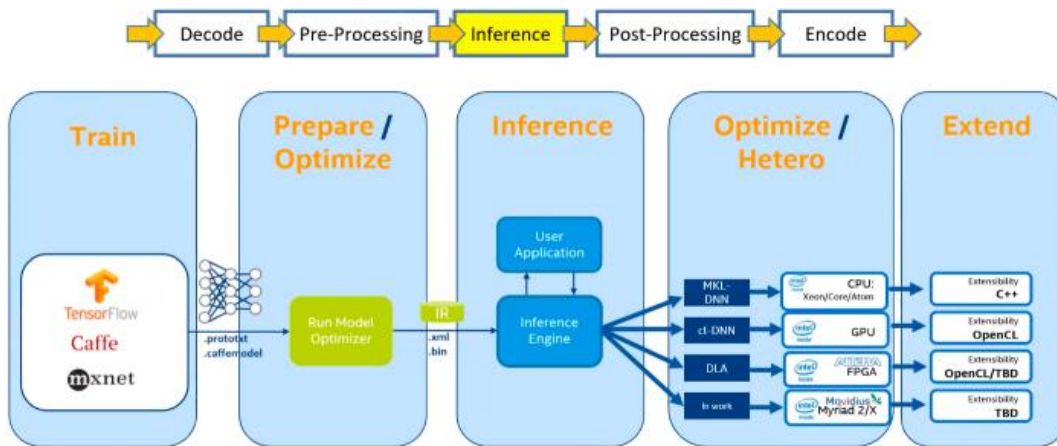 Decode
Pre-Processing
Inference
Post-Processing
Encode
Train
Prepare /
Optimize
Inference
Optimize /
Hetero
Extend
TensorFlow
Caffe
mxnet
.prototxt
.caffemodel
Run Model
Optimizer
IR
.xml
.bin
User
Application
Inference
Engine
MKL-
DNN
CPU:
Xeon/Core/Atom
Extensibility
C++
cl-DNN
GPU
Extensibility
OpenCL
DLA
ALTERA
FPGA
Extensibility
OpenCL/TBD
In work
Movidius
Myriad 2/X
Extensibility
TBD